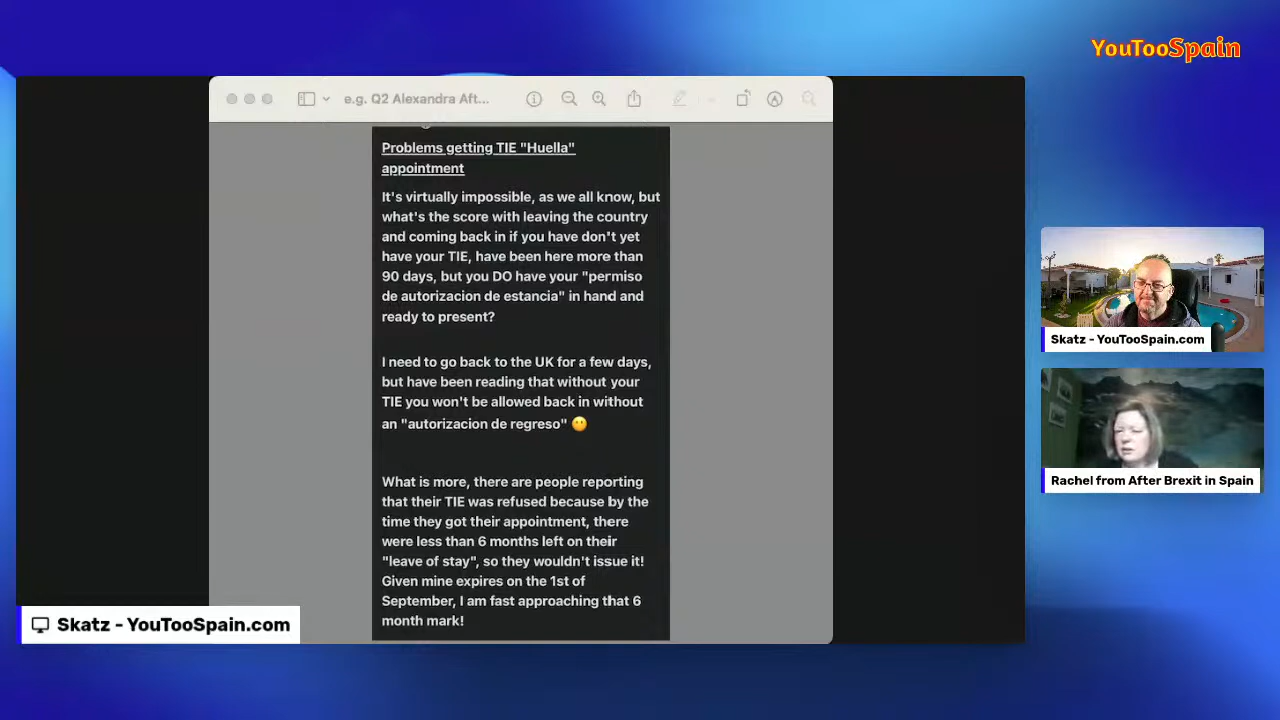 YouTooSpain
e.g. Q2 Alexandra Aft...
Problems getting TIE "Huella"
appointment
It's virtually impossible, as we all know, but
what's the score with leaving the country
and coming back in if you have don't yet
have your TIE, have been here more than
90 days, but you DO have your "permiso
de autorizacion de estancia" in hand and
ready to present?
I need to go back to the UK for a few days,
but have been reading that without your
TIE you won't be allowed back in without
an "autorizacion de regreso" 😶
What is more, there are people reporting
that their TIE was refused because by the
time they got their appointment, there
were less than 6 months left on their
"leave of stay", so they wouldn't issue it!
Given mine expires on the 1st of
September, I am fast approaching that 6
month mark!
Skatz - YouTooSpain.com
Rachel from After Brexit in Spain
Skatz - YouTooSpain.com